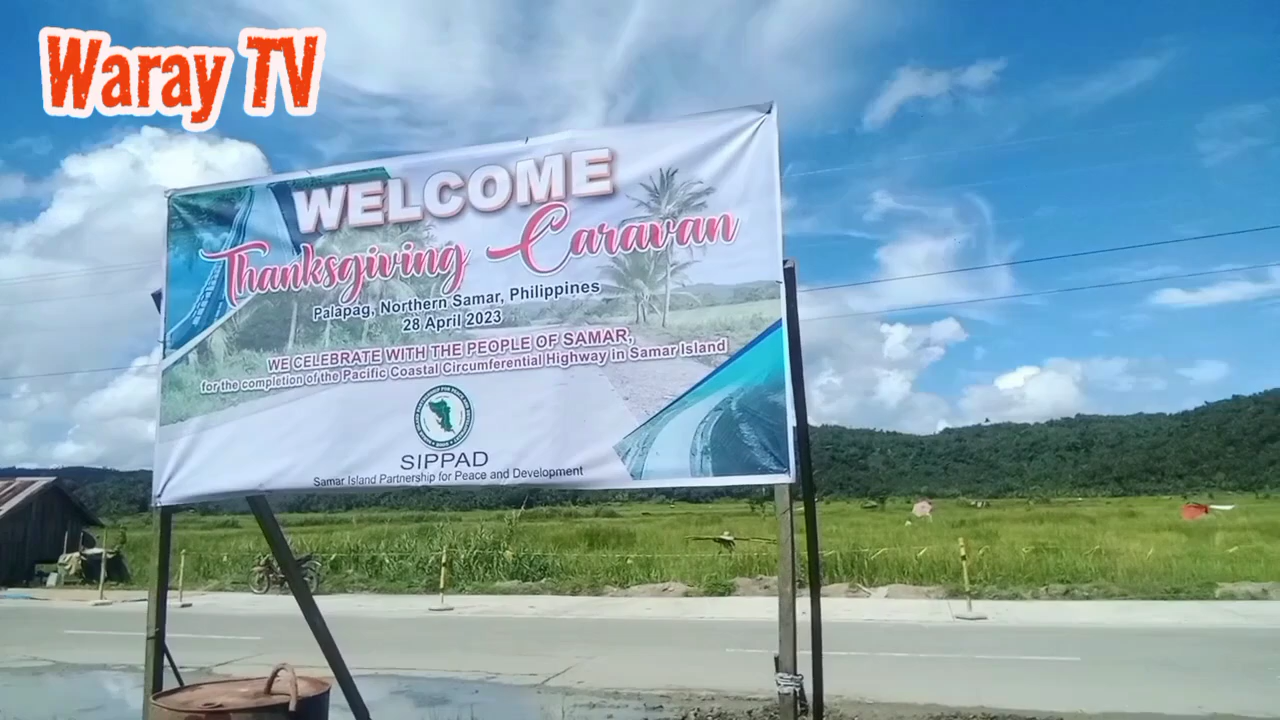 Waray TV
WELCOME
Thanksgiving Caravan
Palapag, Northern Samar, Philippines
28 April 2023
WE CELEBRATE WITH THE PEOPLE OF SAMAR,
for the completion of the Pacific Coastal Circumferential Highway in Samar Island
SIPPAD
Samar Island Partnership for Peace and Development